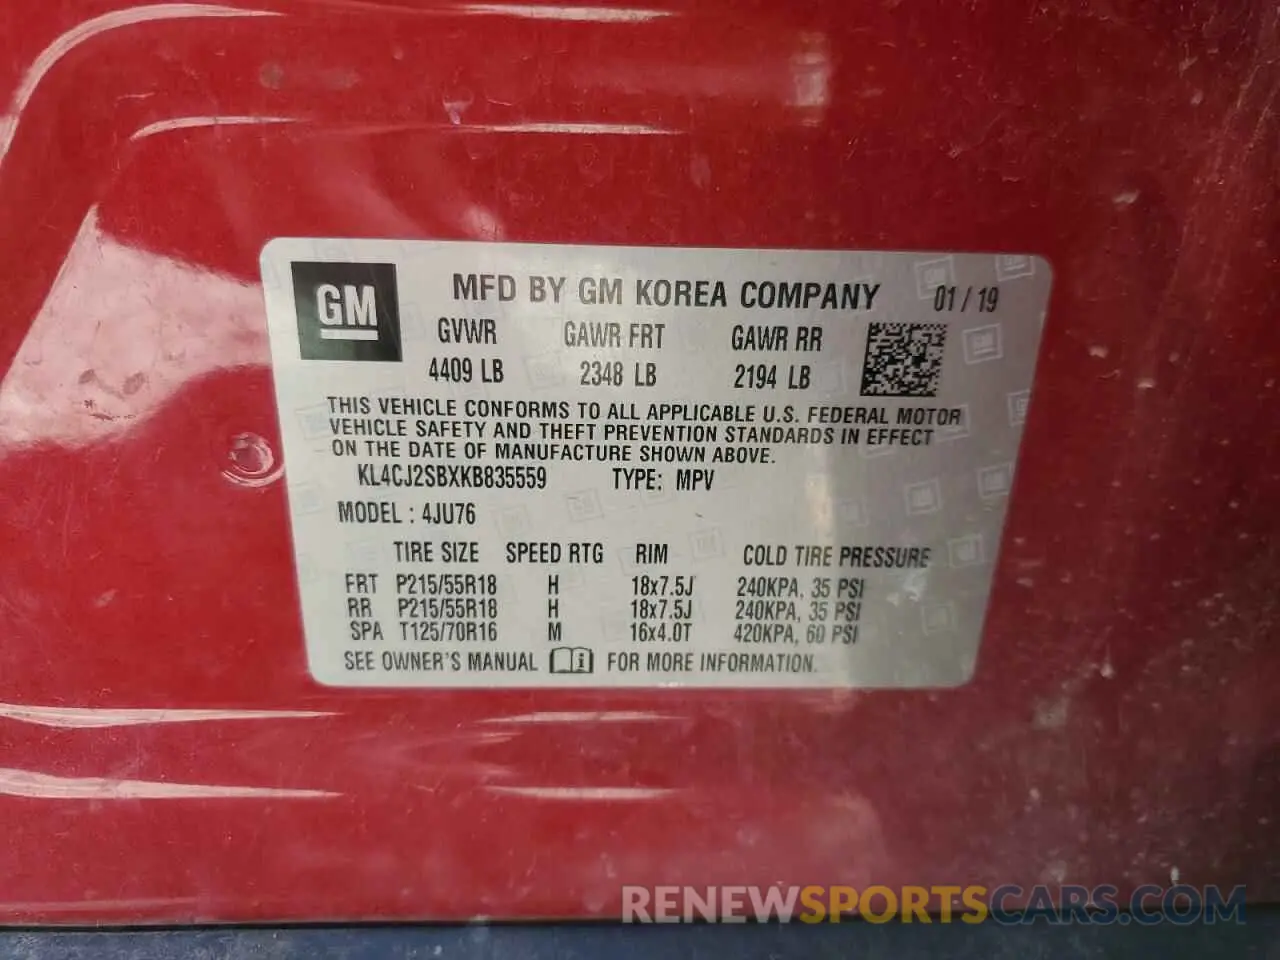 GM MFD BY GM KOREA COMPANY 01 / 19
GVWR GAWR FRT GAWR RR
4409 LB 2348 LB 2194 LB
THIS VEHICLE CONFORMS TO ALL APPLICABLE U.S. FEDERAL MOTOR
VEHICLE SAFETY AND THEFT PREVENTION STANDARDS IN EFFECT
ON THE DATE OF MANUFACTURE SHOWN ABOVE.
KL4CJ2SBXKB835559 TYPE: MPV
MODEL : 4JU76
TIRE SIZE SPEED RTG RIM COLD TIRE PRESSURE
FRT P215/55R18 H 18x7.5J 240KPA, 35 PSI
RR P215/55R18 H 18x7.5J 240KPA, 35 PSI
SPA T125/70R16 M 16x4.0T 420KPA, 60 PSI
SEE OWNER'S MANUAL FOR MORE INFORMATION.
RENEWSPORTSCARS.COM